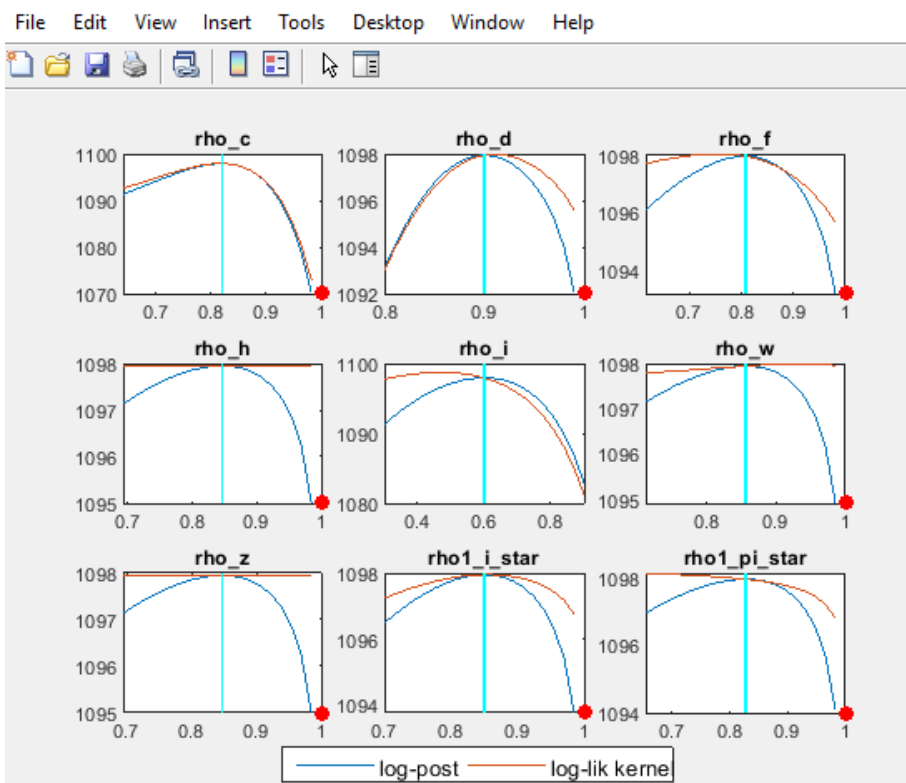 File Edit View Insert Tools Desktop Window Help
rho_c rho_d rho_f
1100 1090 1080 1070
0.7 0.8 0.9 1
1098 1096 1094 1092
0.8 0.9 1
1098 1096 1094
0.7 0.8 0.9 1
rho_h rho_i rho_w
1098 1097 1096 1095
0.7 0.8 0.9 1
1100 1090 1080
0.4 0.6 0.8
1098 1097 1096 1095
0.8 0.9 1
rho_z rho1_i_star rho1_pi_star
1098 1097 1096 1095
0.7 0.8 0.9 1
1098 1096 1094
0.7 0.8 0.9 1
1098 1096 1094
0.7 0.8 0.9 1
log-post log-lik kernel